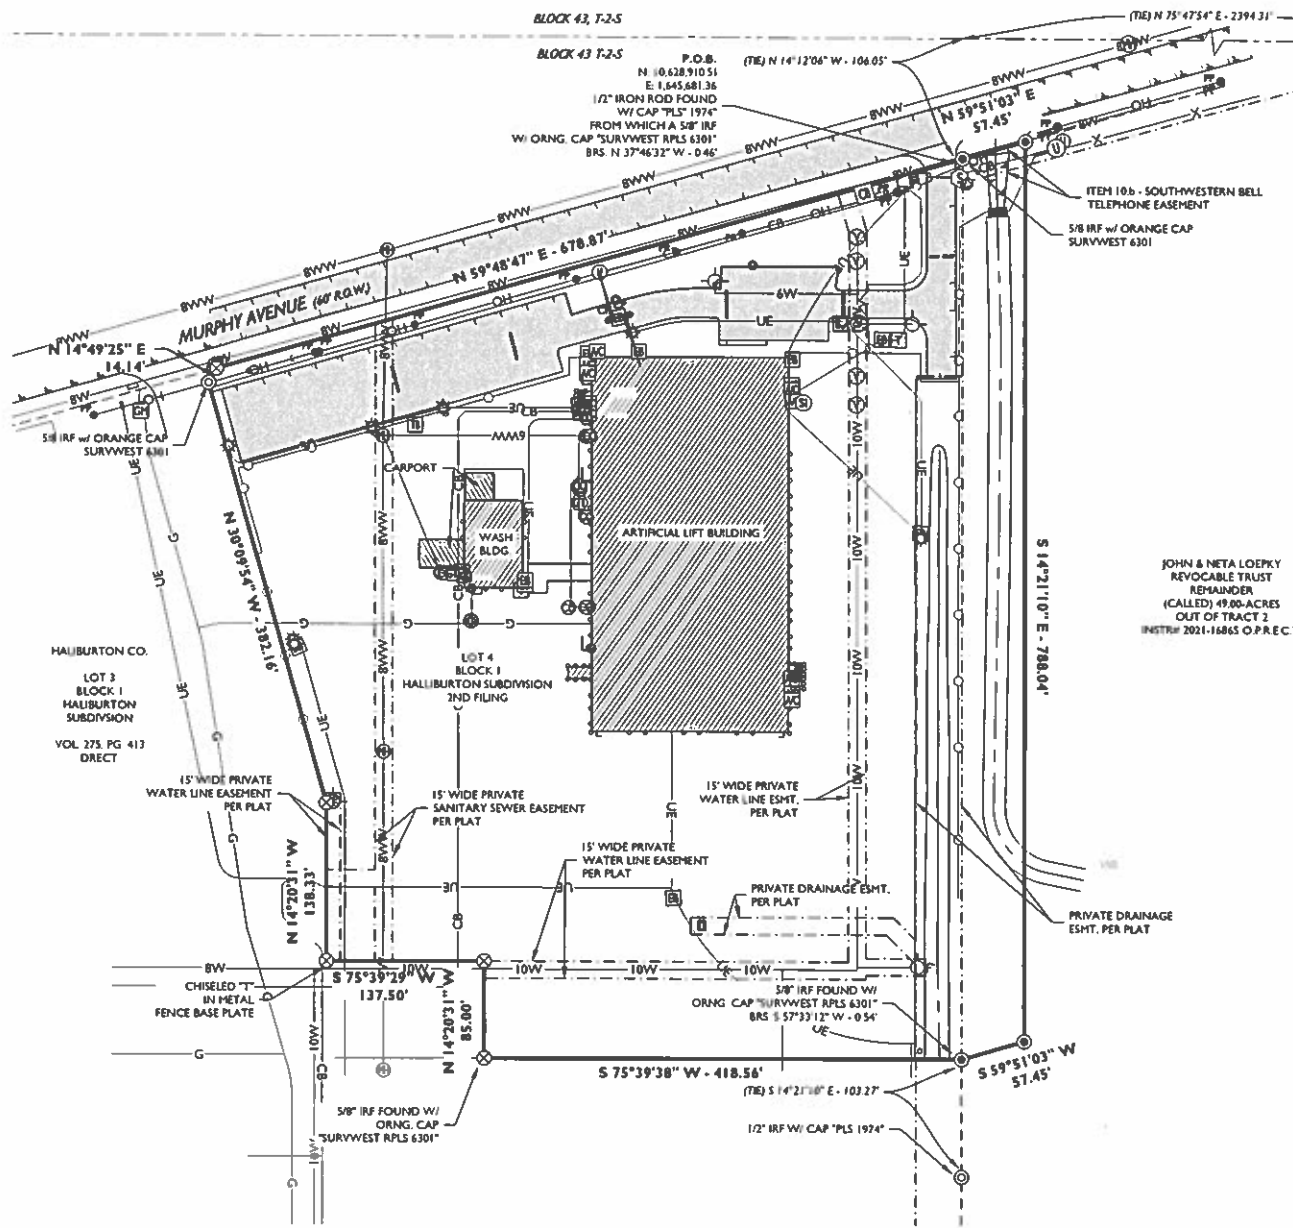 BLOCK 43, T-2-S
(TIE) N 75°47'54" E - 2394.31'
BLOCK 43 T-2-S
P.O.B.
N: 10,628,910.51
E: 1,645,681.36
1/2" IRON ROD FOUND
W/ CAP "PLS" 1974"
FROM WHICH A 5/8" IRF
W/ ORNG. CAP "SURVWEST RPLS 6301"
BRS. N 37°46'32" W - 0.46'
(TIE) N 14°12'06" W - 106.05'
N 59°51'03" E
57.45'
ITEM 10.b - SOUTHWESTERN BELL
TELEPHONE EASEMENT
5/8 IRF w/ ORANGE CAP
SURVWEST 6301
N 59°48'47" E - 678.87'
MURPHY AVENUE (60' R.O.W.)
N 14°49'25" E
14.14'
5/8 IRF w/ ORANGE CAP
SURVWEST 6301
CARPORT
WASH
BLDG.
ARTIFICIAL LIFT BUILDING
N 30°09'54" W - 382.16'
S 14°21'10" E - 788.04'
JOHN & NETA LOEPKY
REVOCABLE TRUST
REMAINDER
(CALLED) 49.00-ACRES
OUT OF TRACT 2
INSTR# 2021-16865 O.P.R.E.C.T
HALIBURTON CO.
LOT 3
BLOCK 1
HALIBURTON
SUBDIVISION
VOL. 275, PG. 413
DRECT
LOT 4
BLOCK 1
HALLIBURTON SUBDIVISION
2ND FILING
15' WIDE PRIVATE
WATER LINE EASEMENT
PER PLAT
15' WIDE PRIVATE
SANITARY SEWER EASEMENT
PER PLAT
15' WIDE PRIVATE
WATER LINE ESMT.
PER PLAT
15' WIDE PRIVATE
WATER LINE EASEMENT
PER PLAT
PRIVATE DRAINAGE ESMT.
PER PLAT
PRIVATE DRAINAGE
ESMT. PER PLAT
N 14°20'31" W
138.33'
S 75°39'29" W
137.50'
CHISELED "T"
IN METAL
FENCE BASE PLATE
N 14°20'31" W
85.00'
5/8" IRF FOUND W/
ORNG. CAP "SURVWEST RPLS 6301"
BRS S 57°33'12" W - 0.54'
S 75°39'38" W - 418.56'
S 59°51'03" W
57.45'
(TIE) S 14°21'10" E - 103.27'
5/8" IRF FOUND W/
ORNG. CAP
"SURVWEST RPLS 6301"
1/2" IRF W/ CAP "PLS 1974"